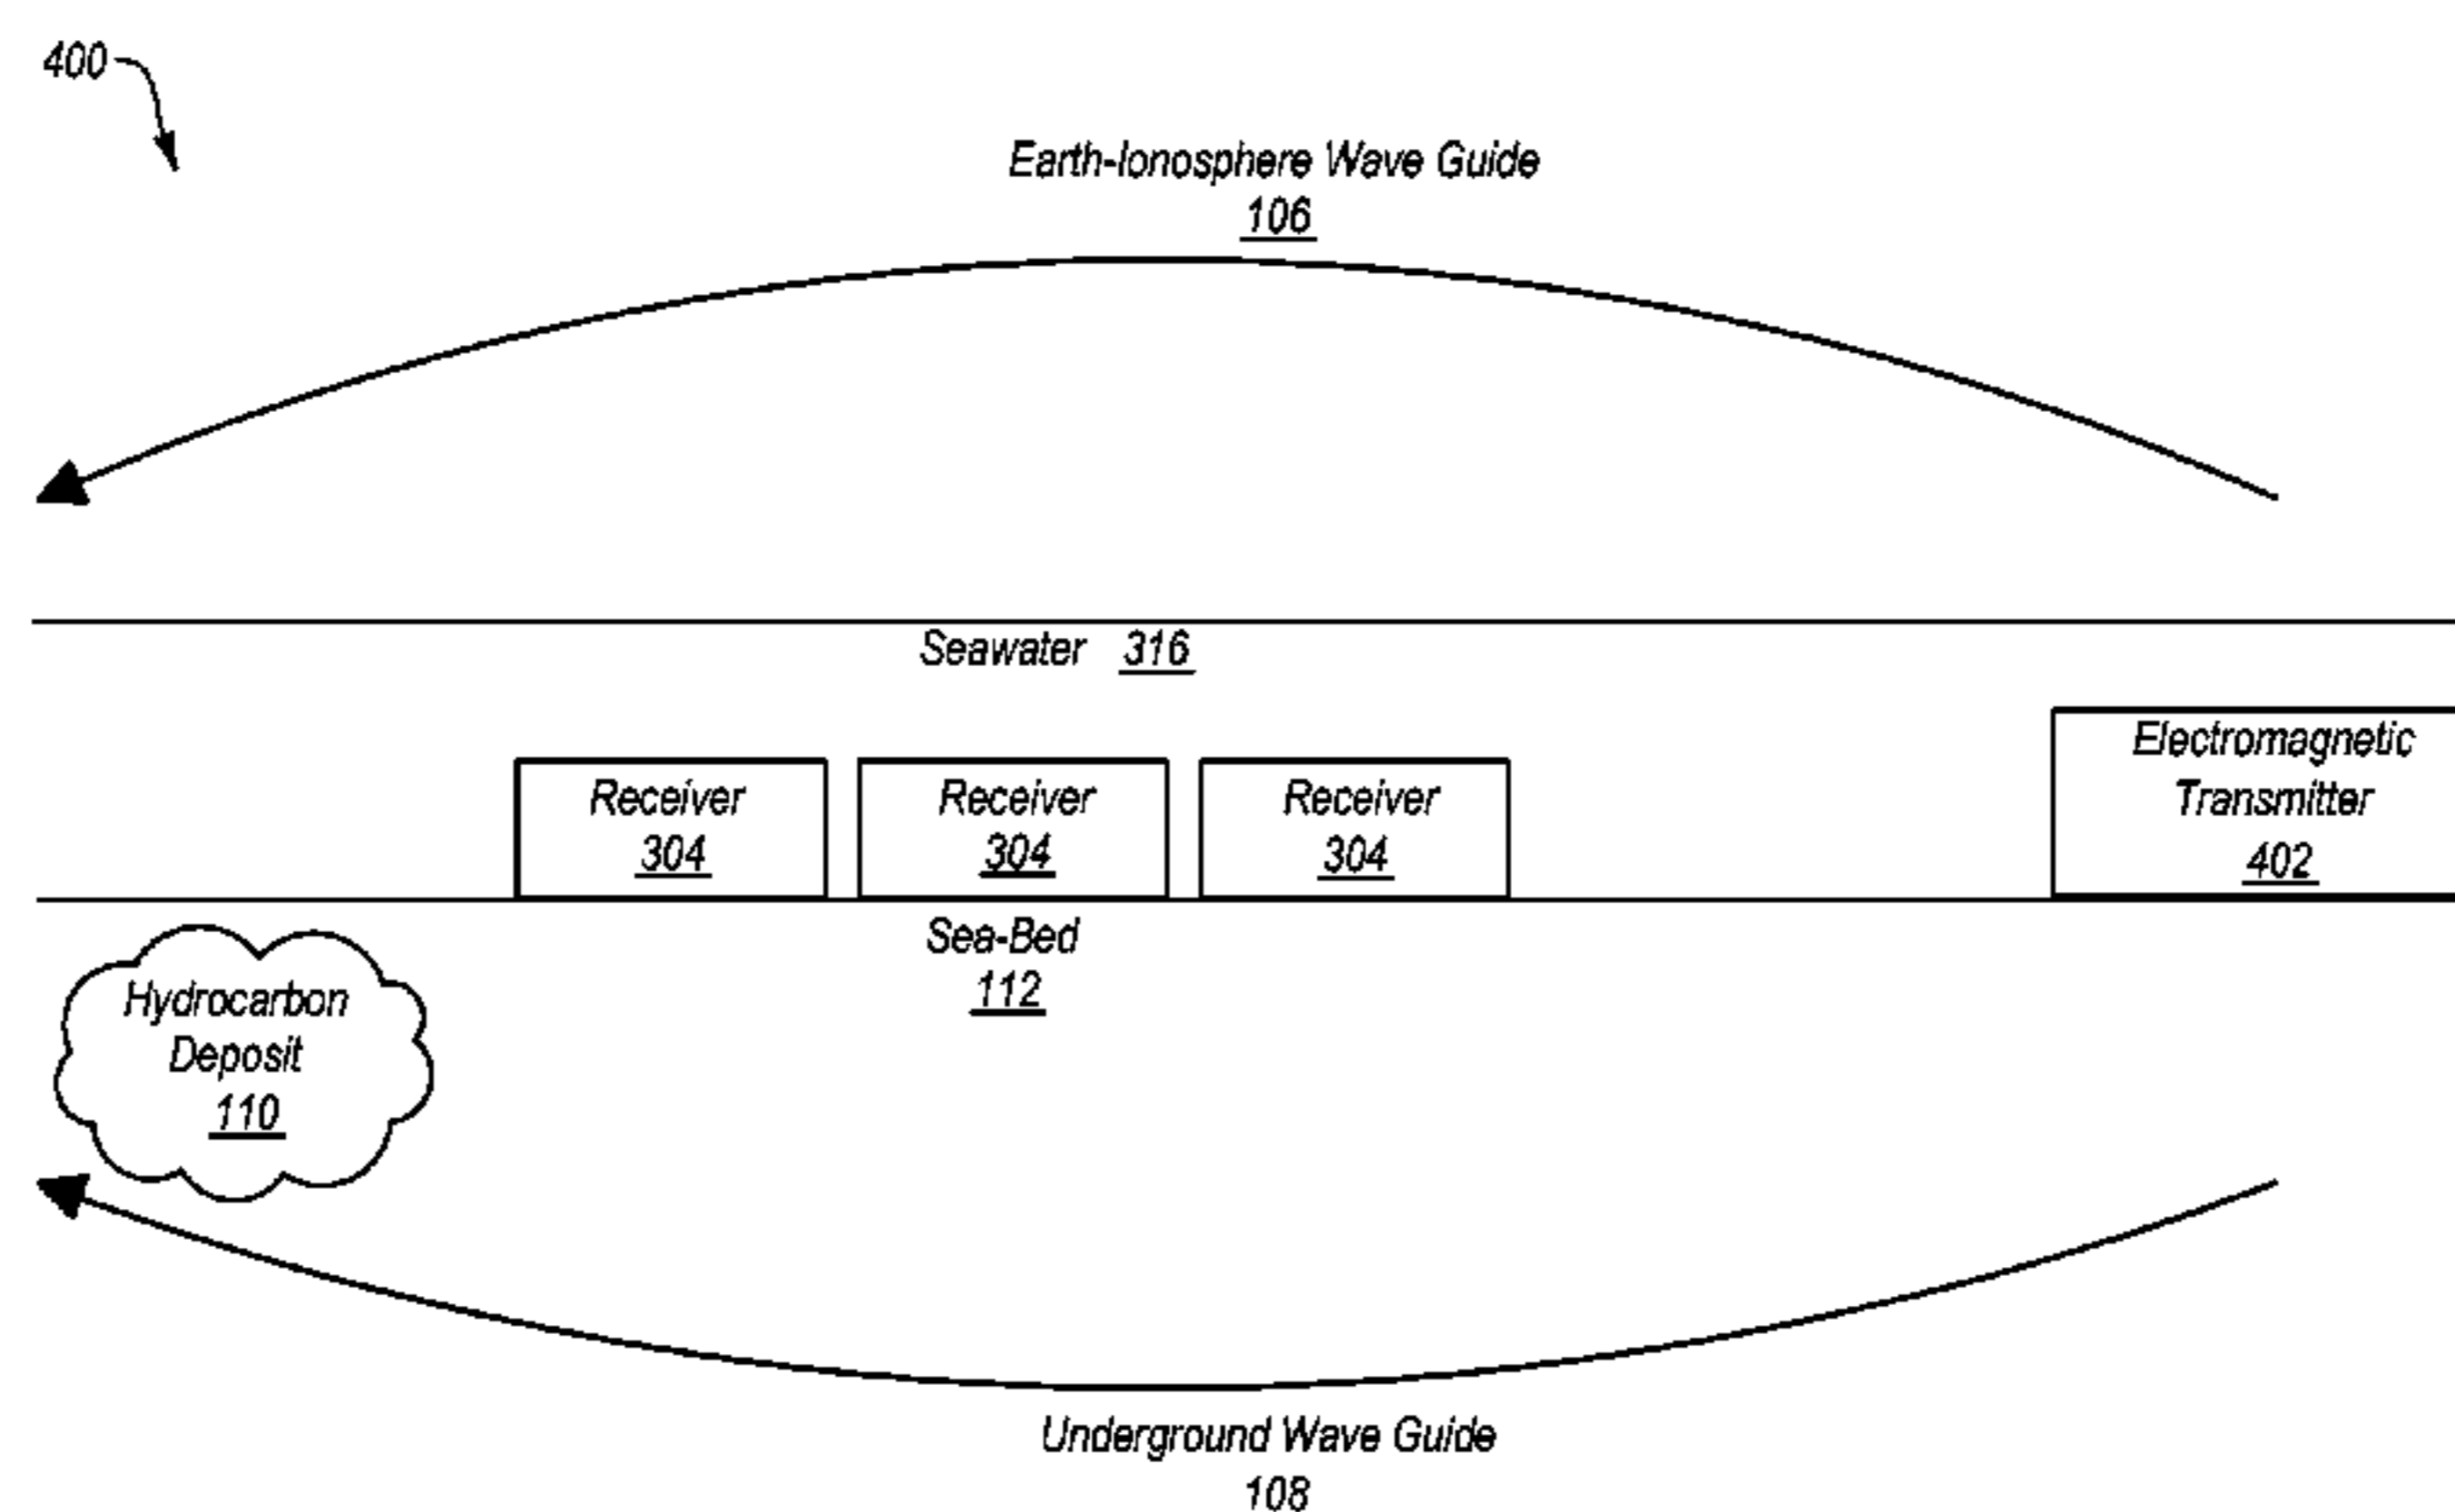 400
Earth-Ionosphere Wave Guide
106
Seawater 316
Electromagnetic
Transmitter
402
Receiver
304
Receiver
304
Receiver
304
Sea-Bed
112
Hydrocarbon
Deposit
110
Underground Wave Guide
108